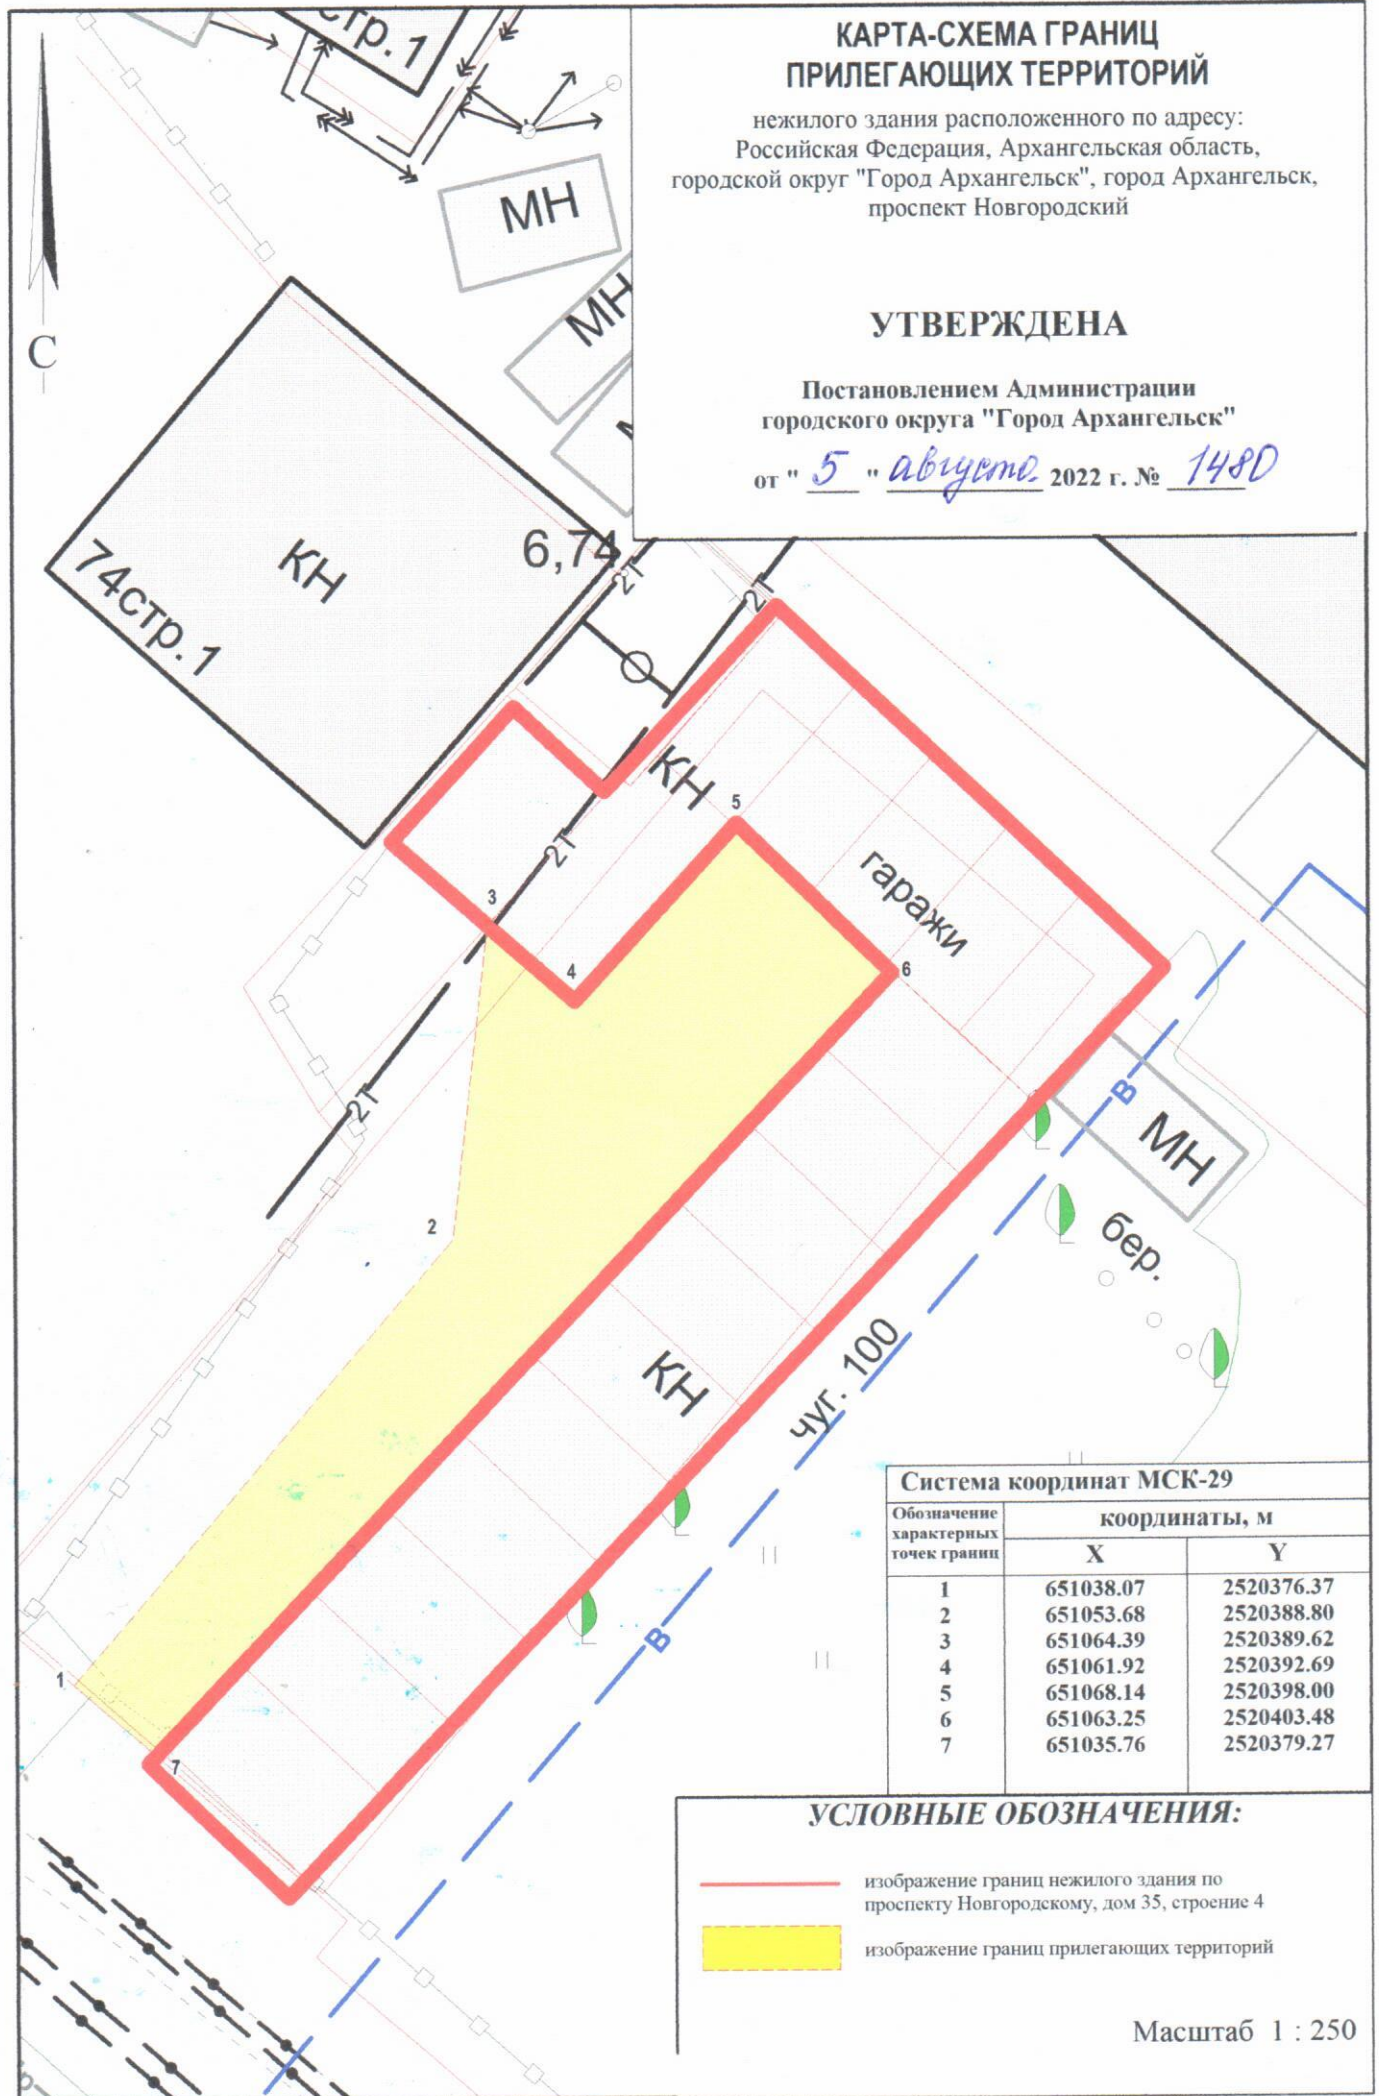 КАРТА-СХЕМА ГРАНИЦ
ПРИЛЕГАЮЩИХ ТЕРРИТОРИЙ
нежилого здания расположенного по адресу:
Российская Федерация, Архангельская область,
городской округ "Город Архангельск", город Архангельск,
проспект Новгородский
УТВЕРЖДЕНА
Постановлением Администрации
городского округа "Город Архангельск"
от " 5 " августа 2022 г. № 1480
стр. 1
МН
МН
С
КН
74стр.1
6,74
2Т
2Т
КН
5
гаражи
2Т
3
4
6
2Т
В
МН
2
бер.
КН
чуг. 100
В
1
7
Система координат МСК-29
Обозначение характерных точек границ координаты, м
X Y
1 651038.07 2520376.37
2 651053.68 2520388.80
3 651064.39 2520389.62
4 651061.92 2520392.69
5 651068.14 2520398.00
6 651063.25 2520403.48
7 651035.76 2520379.27
УСЛОВНЫЕ ОБОЗНАЧЕНИЯ:
изображение границ нежилого здания по
проспекту Новгородскому, дом 35, строение 4
изображение границ прилегающих территорий
Масштаб 1 : 250